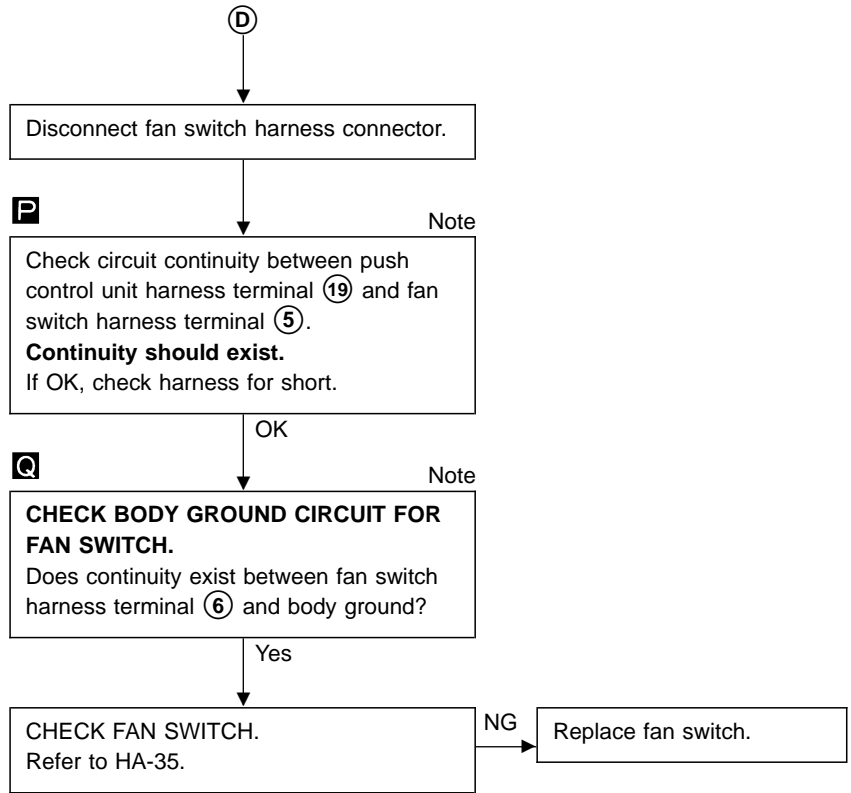 D
Disconnect fan switch harness connector.
P
Note
Check circuit continuity between push
control unit harness terminal 19 and fan
switch harness terminal 5.
Continuity should exist.
If OK, check harness for short.
OK
Q
Note
CHECK BODY GROUND CIRCUIT FOR
FAN SWITCH.
Does continuity exist between fan switch
harness terminal 6 and body ground?
Yes
CHECK FAN SWITCH.
Refer to HA-35.
NG
Replace fan switch.